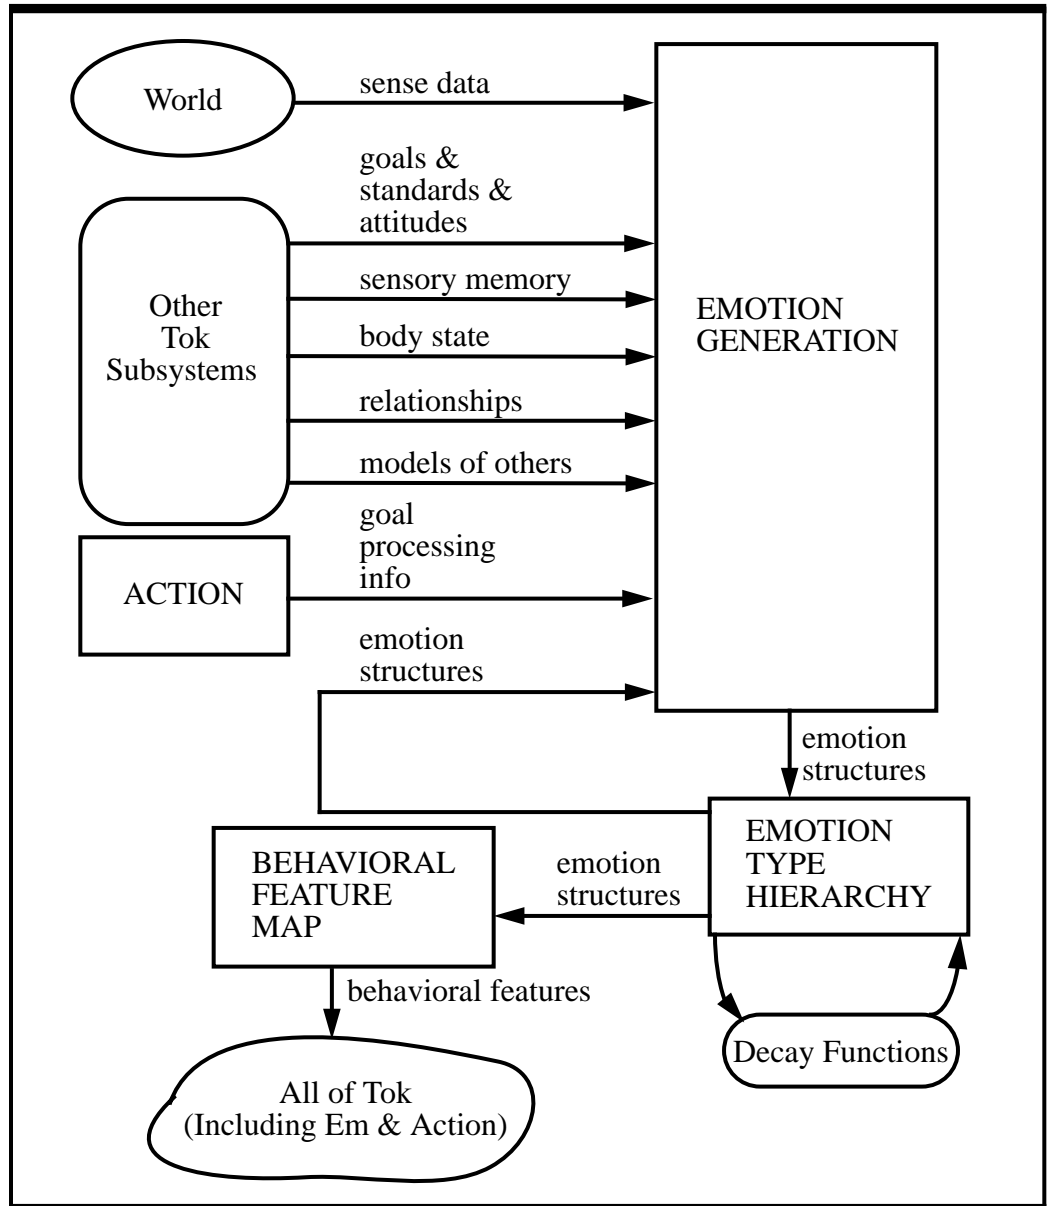 World
sense data
goals &
standards &
attitudes
Other
Tok
Subsystems
sensory memory
body state
relationships
models of others
EMOTION
GENERATION
ACTION
goal
processing
info
emotion
structures
emotion
structures
EMOTION
TYPE
HIERARCHY
emotion
structures
BEHAVIORAL
FEATURE
MAP
behavioral features
Decay Functions
All of Tok
(Including Em & Action)